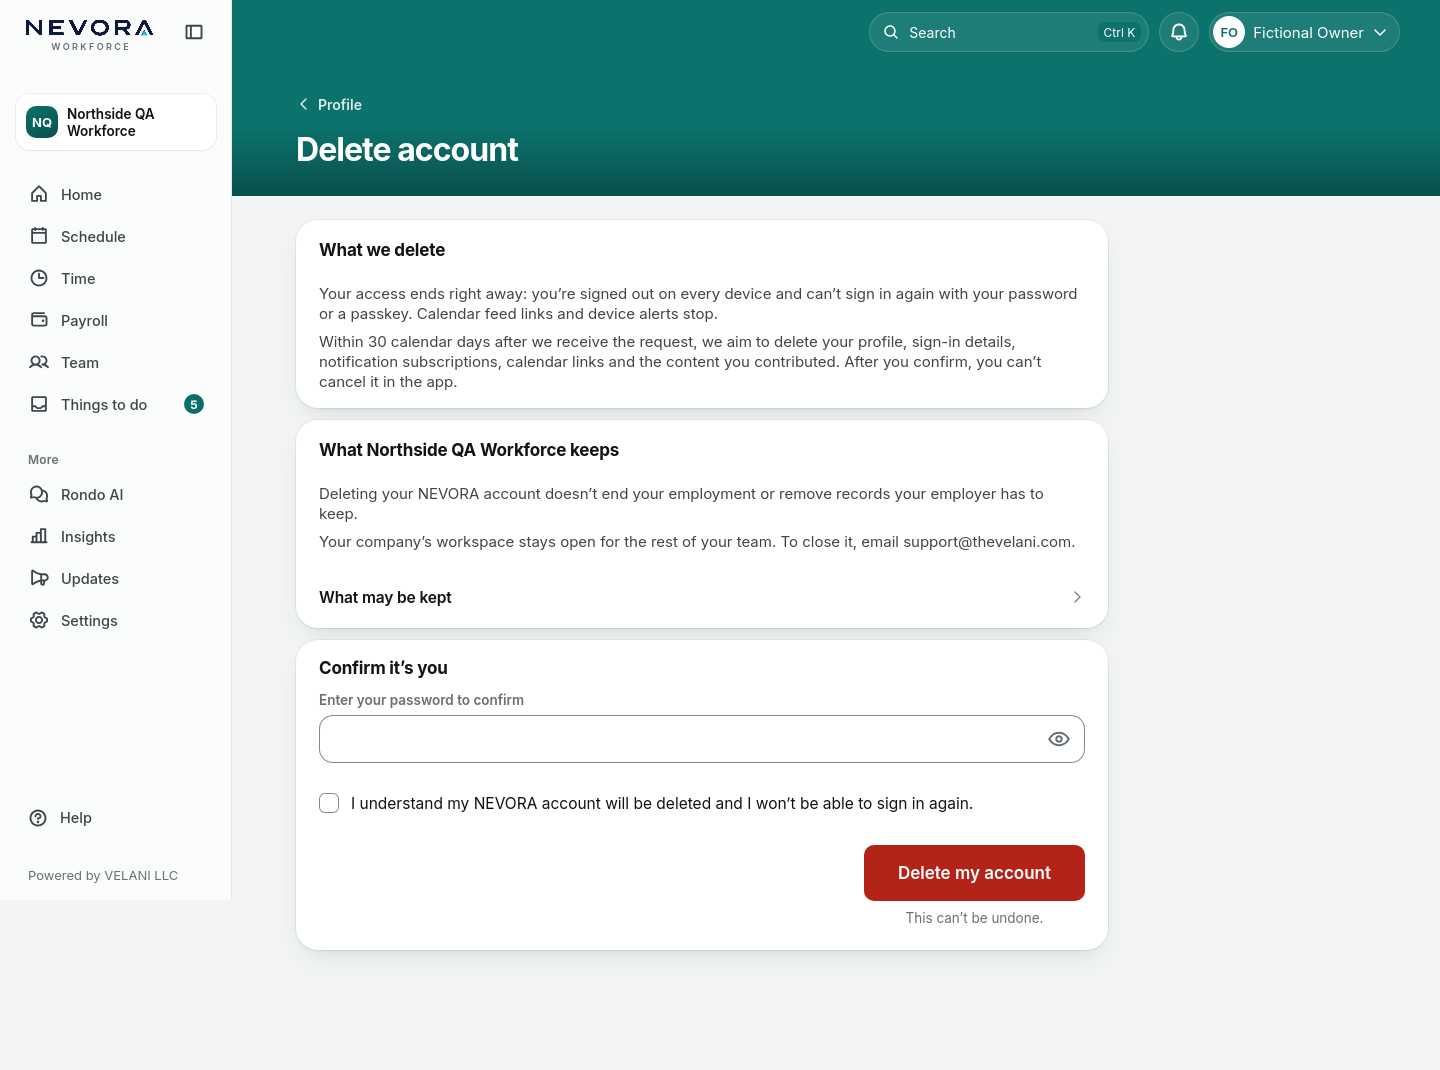 NEVORA
WORKFORCE
Search
Ctrl K
FO
Fictional Owner
NQ
Northside QA
Workforce
Home
Schedule
Time
Payroll
Team
Things to do
5
More
Rondo AI
Insights
Updates
Settings
Help
Powered by VELANI LLC
Profile
Delete account
What we delete
Your access ends right away: you’re signed out on every device and can’t sign in again with your password
or a passkey. Calendar feed links and device alerts stop.
Within 30 calendar days after we receive the request, we aim to delete your profile, sign-in details,
notification subscriptions, calendar links and the content you contributed. After you confirm, you can’t
cancel it in the app.
What Northside QA Workforce keeps
Deleting your NEVORA account doesn’t end your employment or remove records your employer has to
keep.
Your company’s workspace stays open for the rest of your team. To close it, email support@thevelani.com.
What may be kept
Confirm it’s you
Enter your password to confirm
I understand my NEVORA account will be deleted and I won’t be able to sign in again.
Delete my account
This can’t be undone.